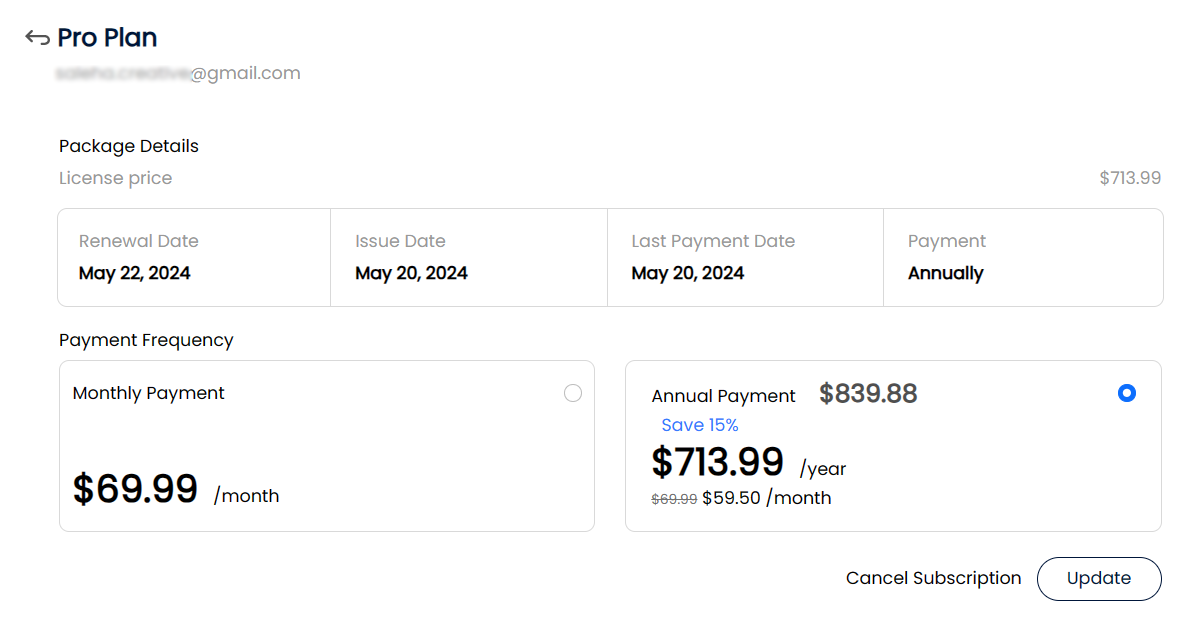 Pro Plan
@gmail.com
Package Details
License price $713.99
Renewal Date Issue Date Last Payment Date Payment
May 22, 2024 May 20, 2024 May 20, 2024 Annually
Payment Frequency
Monthly Payment
$69.99 /month
Annual Payment $839.88
Save 15%
$713.99 /year
$69.99 $59.50 /month
Cancel Subscription Update